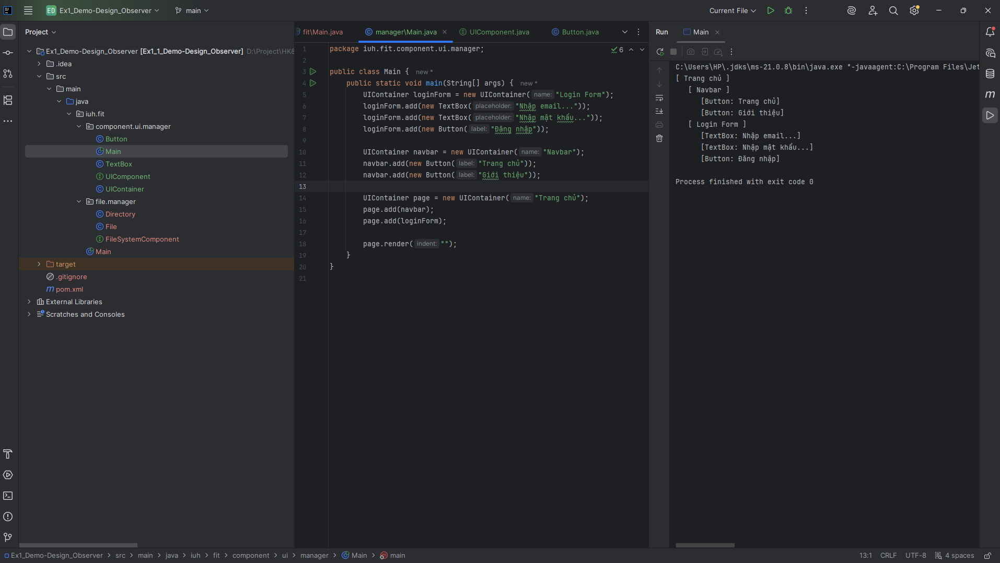 ED Ex1_Demo-Design_Observer main Current File
Project
Ex1_Demo-Design_Observer [Ex1_1_Demo-Design_Observer] D:\Project\HK8
.idea
src
main
java
iuh.fit
component.ui.manager
Button
Main
TextBox
UIComponent
UIContainer
file.manager
Directory
File
FileSystemComponent
Main
target
.gitignore
m pom.xml
External Libraries
Scratches and Consoles
fit\Main.java manager\Main.java UIComponent.java Button.java
6
1 package iuh.fit.component.ui.manager;
2
3 public class Main { new *
4 public static void main(String[] args) { new *
5 UIContainer loginForm = new UIContainer( name: "Login Form");
6 loginForm.add(new TextBox( placeholder: "Nhập email..."));
7 loginForm.add(new TextBox( placeholder: "Nhập mật khẩu..."));
8 loginForm.add(new Button( label: "Đăng nhập"));
9
10 UIContainer navbar = new UIContainer( name: "Navbar");
11 navbar.add(new Button( label: "Trang chủ"));
12 navbar.add(new Button( label: "Giới thiệu"));
13
14 UIContainer page = new UIContainer( name: "Trang chủ");
15 page.add(navbar);
16 page.add(loginForm);
17
18 page.render( indent: "");
19 }
20 }
21
Run Main
C:\Users\HP\.jdks\ms-21.0.8\bin\java.exe "-javaagent:C:\Program Files\Jet
[ Trang chủ ]
[ Navbar ]
[Button: Trang chủ]
[Button: Giới thiệu]
[ Login Form ]
[TextBox: Nhập email...]
[TextBox: Nhập mật khẩu...]
[Button: Đăng nhập]
Process finished with exit code 0
m
Ex1_Demo-Design_Observer > src > main > java > iuh > fit > component > ui > manager > Main > main
13:1 CRLF UTF-8 4 spaces